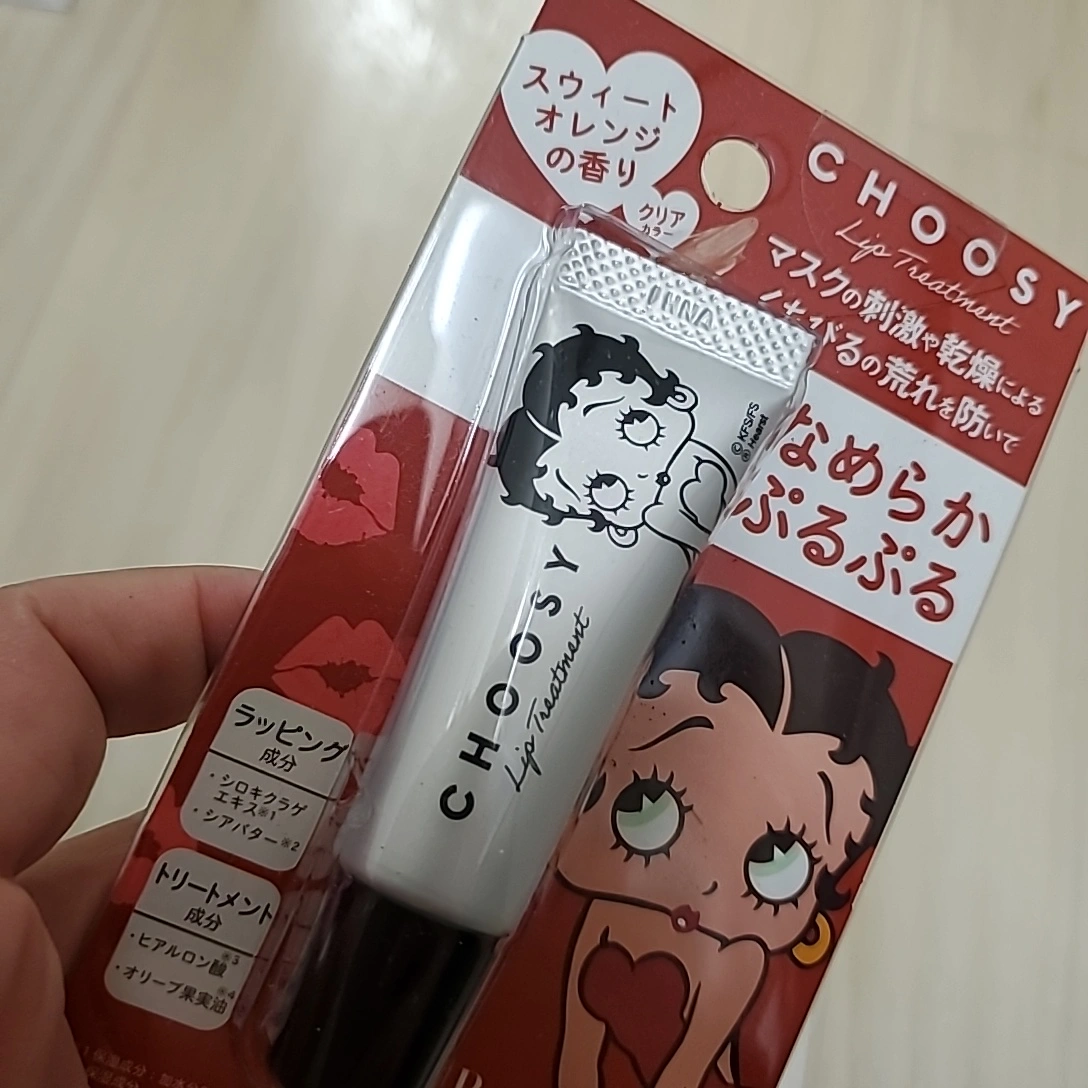 スウィート
オレンジ
の香り
クリア
カラー
CHOOSY
Lip Treatment
マスクの刺激や乾燥による
くちびるの荒れを防いで
なめらか
ぷるぷる
© KFS/FS
Hearst
CHOOSY
Lip Treatment
ラッピング
成分
・シロキクラゲ
エキス※1
・シアバター※2
トリートメント
成分
・ヒアルロン酸※3
・オリーブ果実油※4